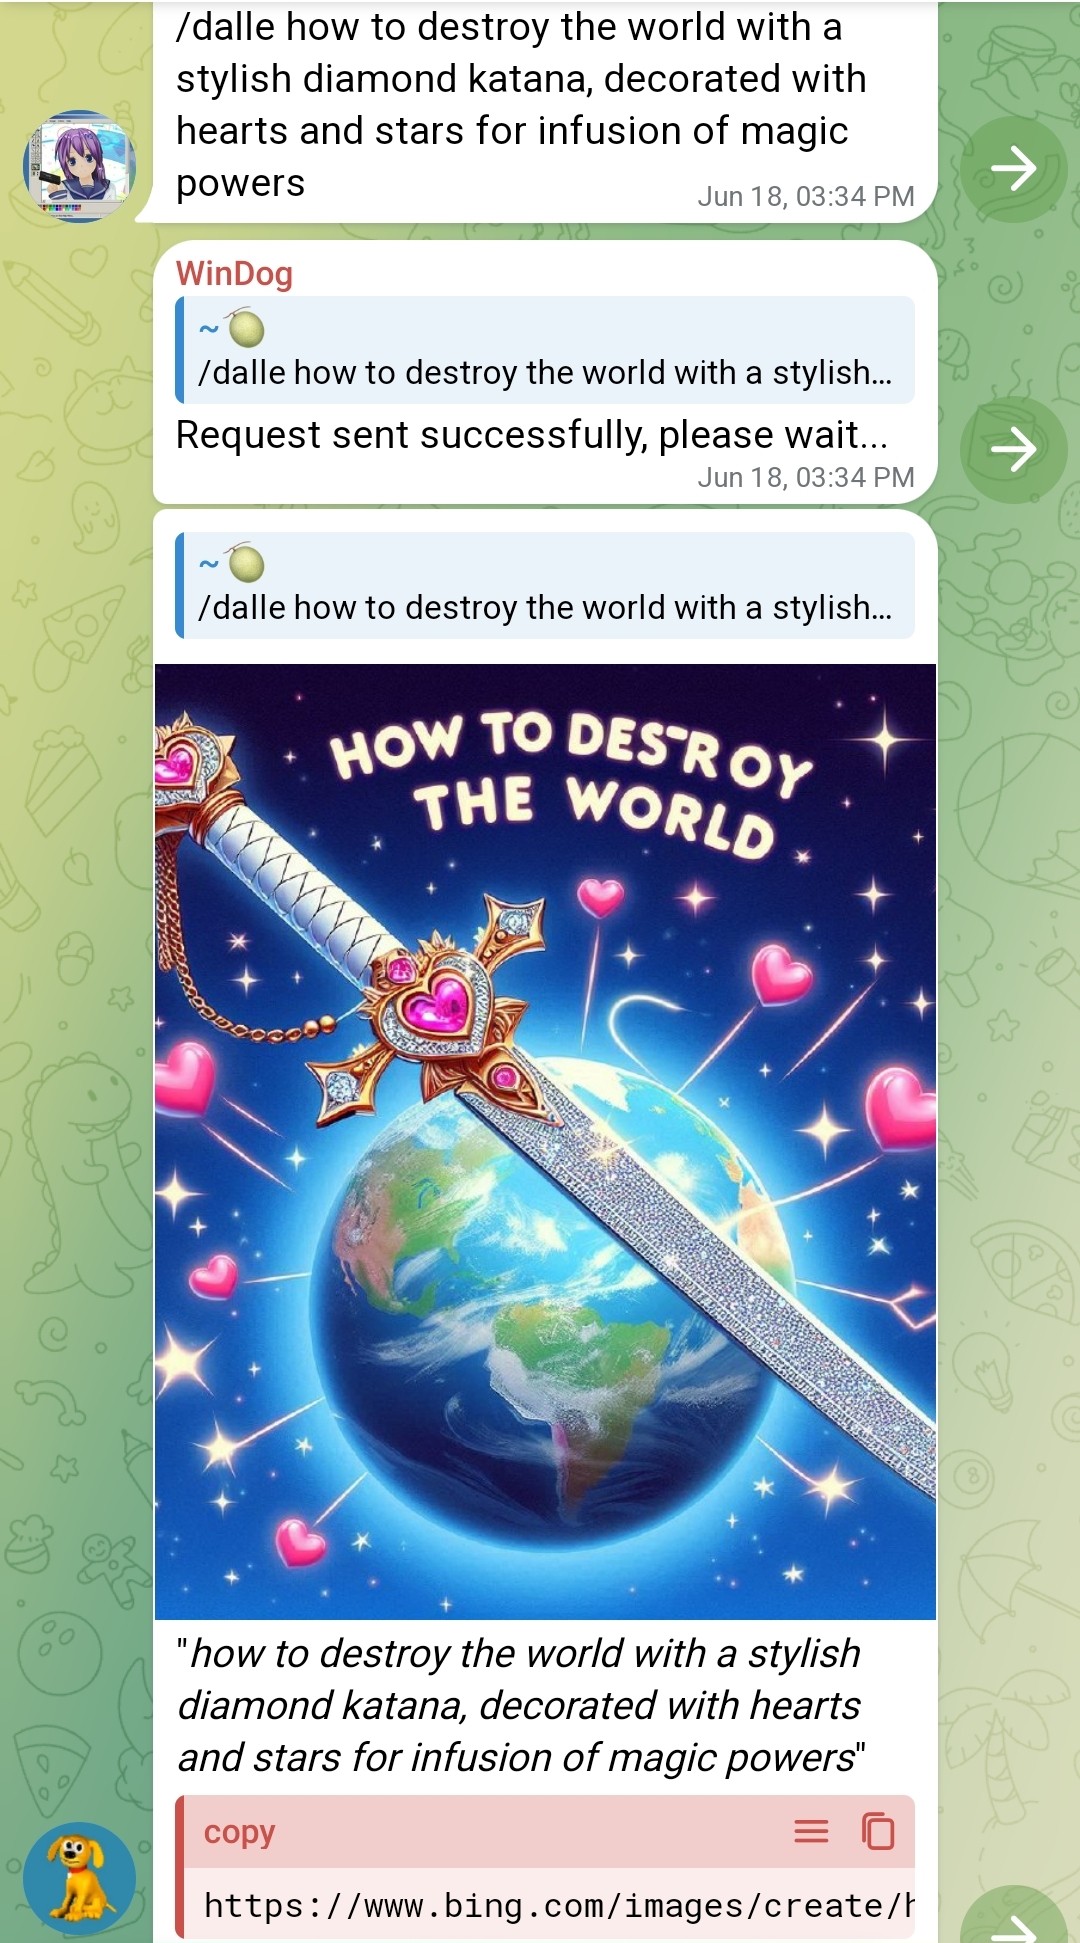 /dalle how to destroy the world with a
stylish diamond katana, decorated with
hearts and stars for infusion of magic
powers
Jun 18, 03:34 PM
WinDog
~
/dalle how to destroy the world with a stylish...
Request sent successfully, please wait...
Jun 18, 03:34 PM
~
/dalle how to destroy the world with a stylish...
HOW TO DESTROY
THE WORLD
"how to destroy the world with a stylish
diamond katana, decorated with hearts
and stars for infusion of magic powers"
copy
https://www.bing.com/images/create/h